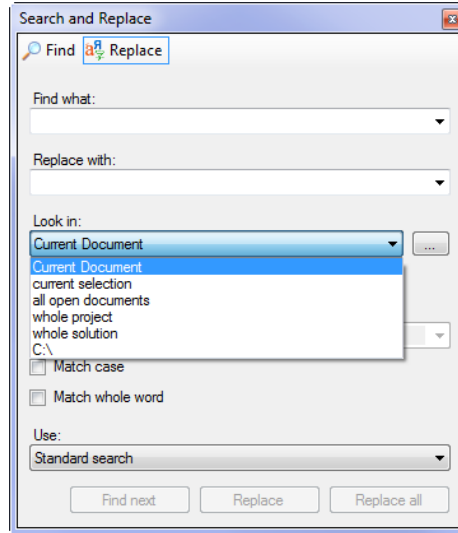 Search and Replace
Find Replace
Find what:
Replace with:
Look in:
Current Document ...
Current Document
current selection
all open documents
whole project
whole solution
C:\
Match case
Match whole word
Use:
Standard search
Find next Replace Replace all